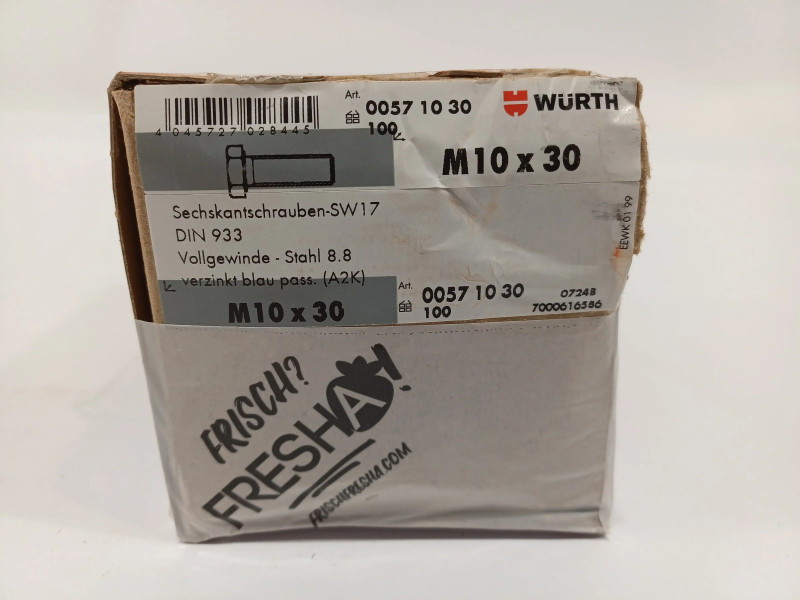 4 045727 028445
Art. 0057 10 30
100
WÜRTH
M10 x 30
Sechskantschrauben-SW17
DIN 933
Vollgewinde - Stahl 8.8
verzinkt blau pass. (A2K)
M10 x 30
Art. 0057 10 30
100
07248
7000616586
EEWK 01 99
FRISCH?
FRESHA!
FRISCHFRESHA.COM